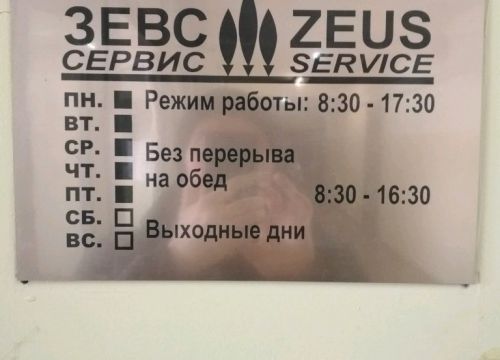 ЗЕВС ZEUS
СЕРВИС SERVICE
ПН. Режим работы: 8:30 - 17:30
ВТ.
СР. Без перерыва
ЧТ. на обед
ПТ. 8:30 - 16:30
СБ. Выходные дни
ВС.